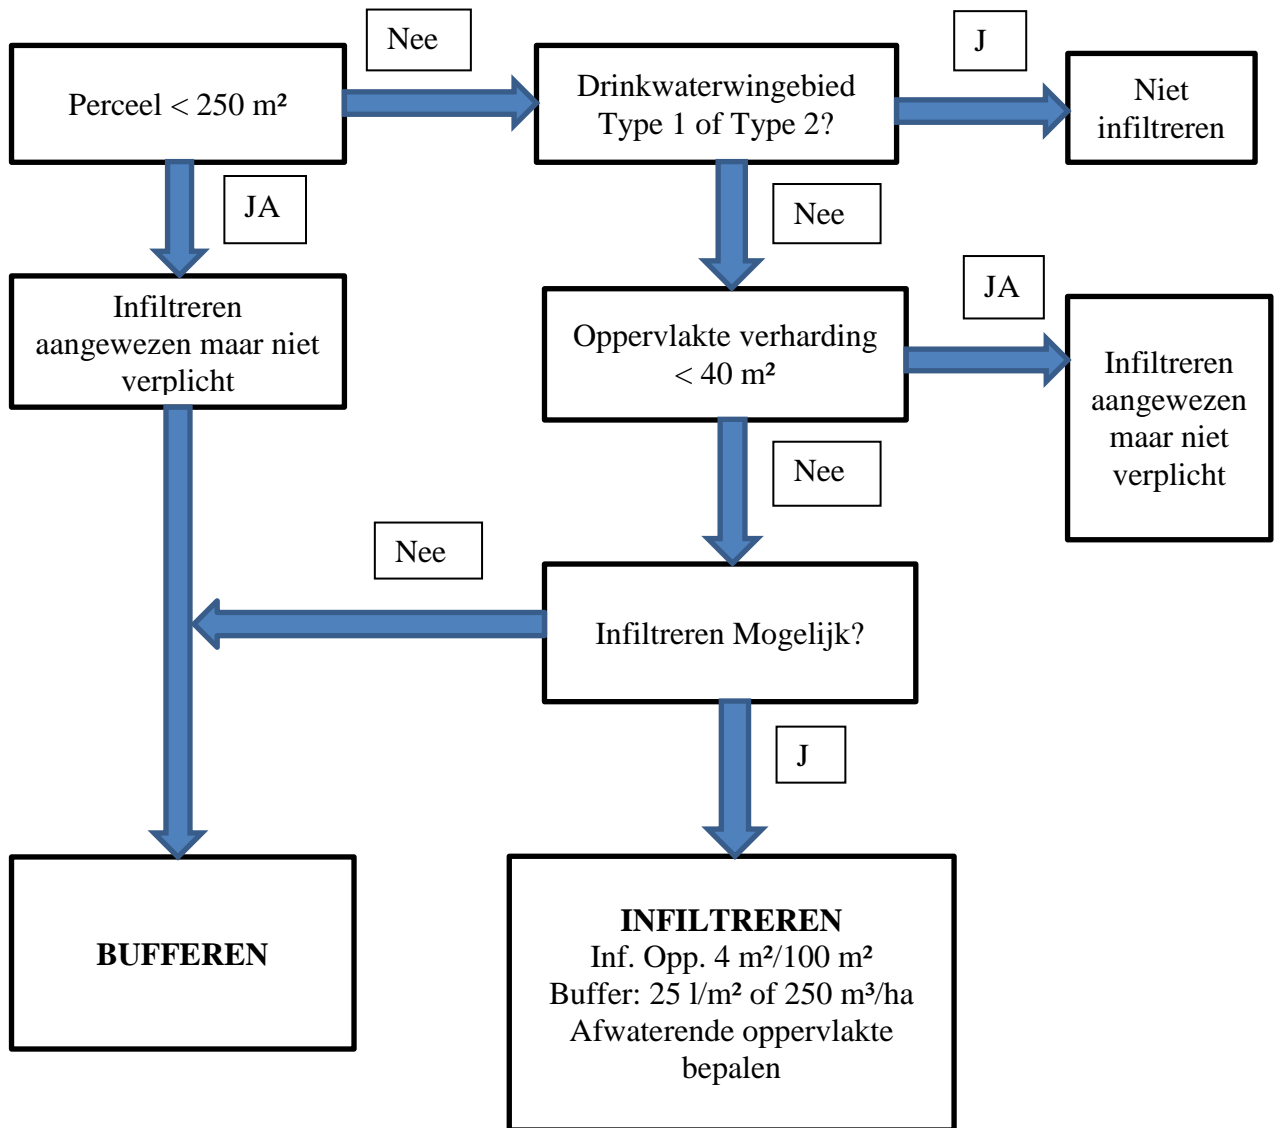 Nee
J
Perceel < 250 m²
Drinkwaterwingebied
Type 1 of Type 2?
Niet
infiltreren
JA
Nee
Infiltreren
aangewezen maar niet
verplicht
Oppervlakte verharding
< 40 m²
JA
Infiltreren
aangewezen
maar niet
verplicht
Nee
Nee
Infiltreren Mogelijk?
J
BUFFEREN
INFILTREREN
Inf. Opp. 4 m²/100 m²
Buffer: 25 l/m² of 250 m³/ha
Afwaterende oppervlakte
bepalen